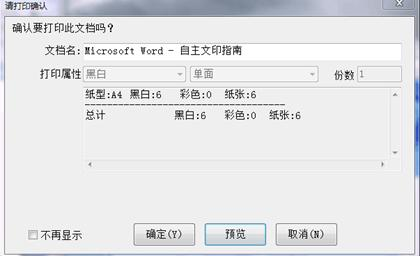 请打印确认
确认要打印此文档吗？
文档名: Microsoft Word - 自主文印指南
打印属性 黑白 单面 份数 1
纸型:A4 黑白:6 彩色:0 纸张:6
------------------------------------
总计 黑白:6 彩色:0 纸张:6
不再显示 确定(Y) 预览 取消(N)